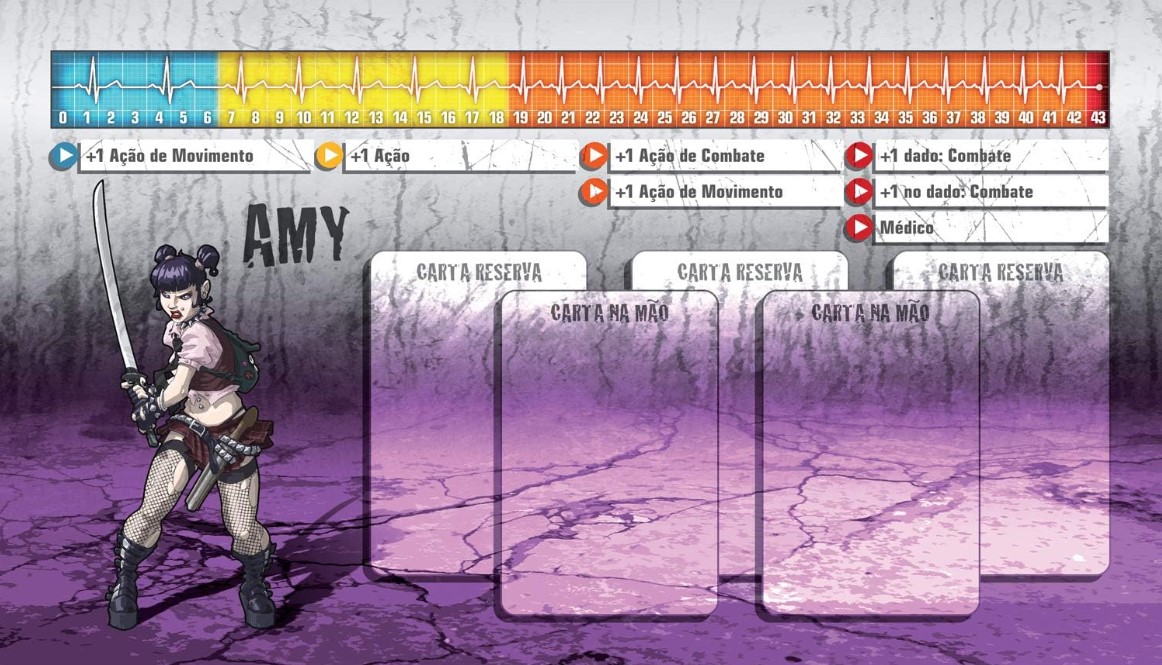 0 1 2 3 4 5 6 7 8 9 10 11 12 13 14 15 16 17 18 19 20 21 22 23 24 25 26 27 28 29 30 31 32 33 34 35 36 37 38 39 40 41 42 43
+1 Ação de Movimento
+1 Ação
+1 Ação de Combate
+1 dado: Combate
+1 Ação de Movimento
+1 no dado: Combate
Médico
AMY
CARTA RESERVA
CARTA RESERVA
CARTA RESERVA
CARTA NA MÃO
CARTA NA MÃO